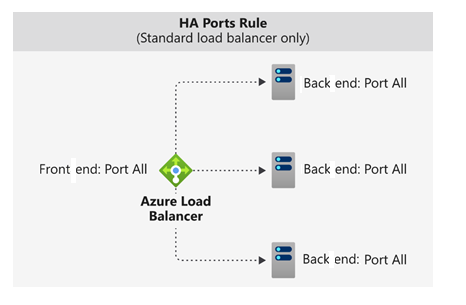 HA Ports Rule
(Standard load balancer only)
Back end: Port All
Front end: Port All
Back end: Port All
Azure Load
Balancer
Back end: Port All